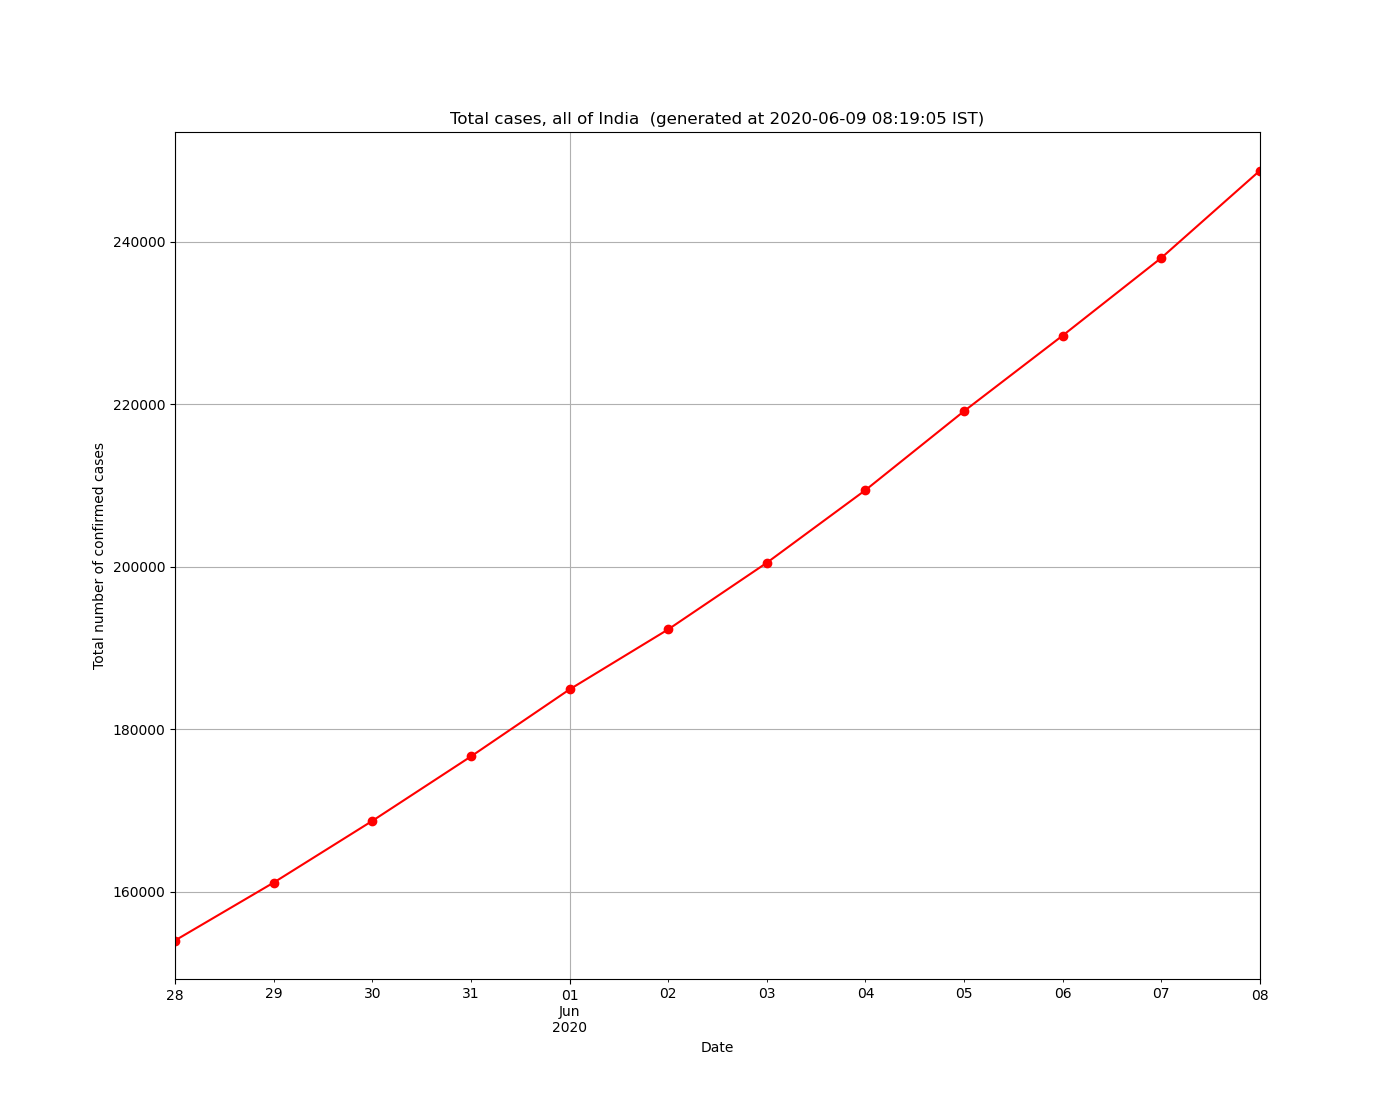 Total cases, all of India  (generated at 2020-06-09 08:19:05 IST)
240000
220000
200000
180000
160000
Total number of confirmed cases
28 29 30 31 01 02 03 04 05 06 07 08
Jun
2020
Date